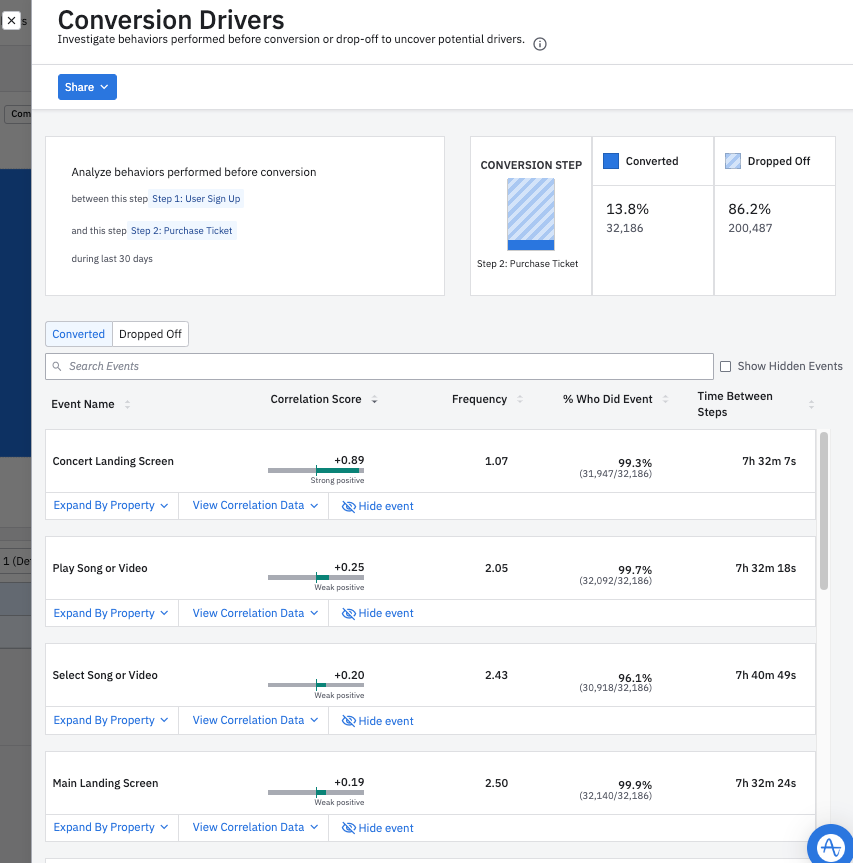 Conversion Drivers
Investigate behaviors performed before conversion or drop-off to uncover potential drivers.
Share
Com
Analyze behaviors performed before conversion
between this step Step 1: User Sign Up
and this step Step 2: Purchase Ticket
during last 30 days
CONVERSION STEP
Step 2: Purchase Ticket
Converted
13.8%
32,186
Dropped Off
86.2%
200,487
Converted Dropped Off
Search Events
Show Hidden Events
Event Name Correlation Score Frequency % Who Did Event Time Between Steps
Concert Landing Screen +0.89 1.07 99.3% 7h 32m 7s
Strong positive (31,947/32,186)
Expand By Property View Correlation Data Hide event
1 (De
Play Song or Video +0.25 2.05 99.7% 7h 32m 18s
Weak positive (32,092/32,186)
Expand By Property View Correlation Data Hide event
Select Song or Video +0.20 2.43 96.1% 7h 40m 49s
Weak positive (30,918/32,186)
Expand By Property View Correlation Data Hide event
Main Landing Screen +0.19 2.50 99.9% 7h 32m 24s
Weak positive (32,140/32,186)
Expand By Property View Correlation Data Hide event